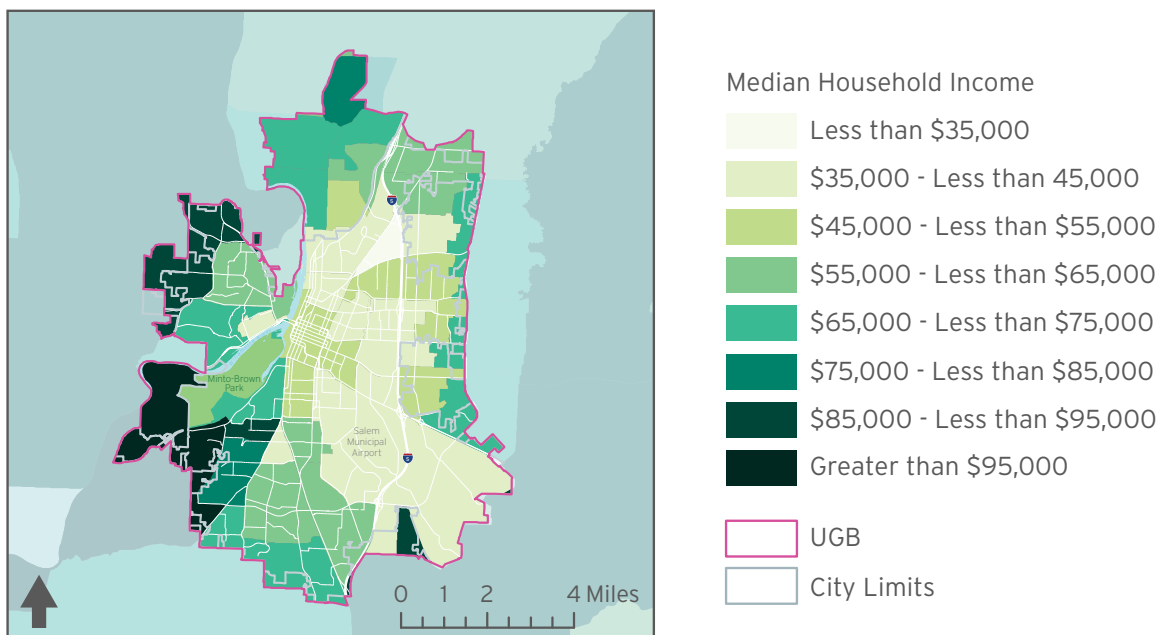 Minto-Brown
Park
Salem
Municipal
Airport
5
5
0 1 2 4 Miles
Median Household Income
Less than $35,000
$35,000 - Less than 45,000
$45,000 - Less than $55,000
$55,000 - Less than $65,000
$65,000 - Less than $75,000
$75,000 - Less than $85,000
$85,000 - Less than $95,000
Greater than $95,000
UGB
City Limits